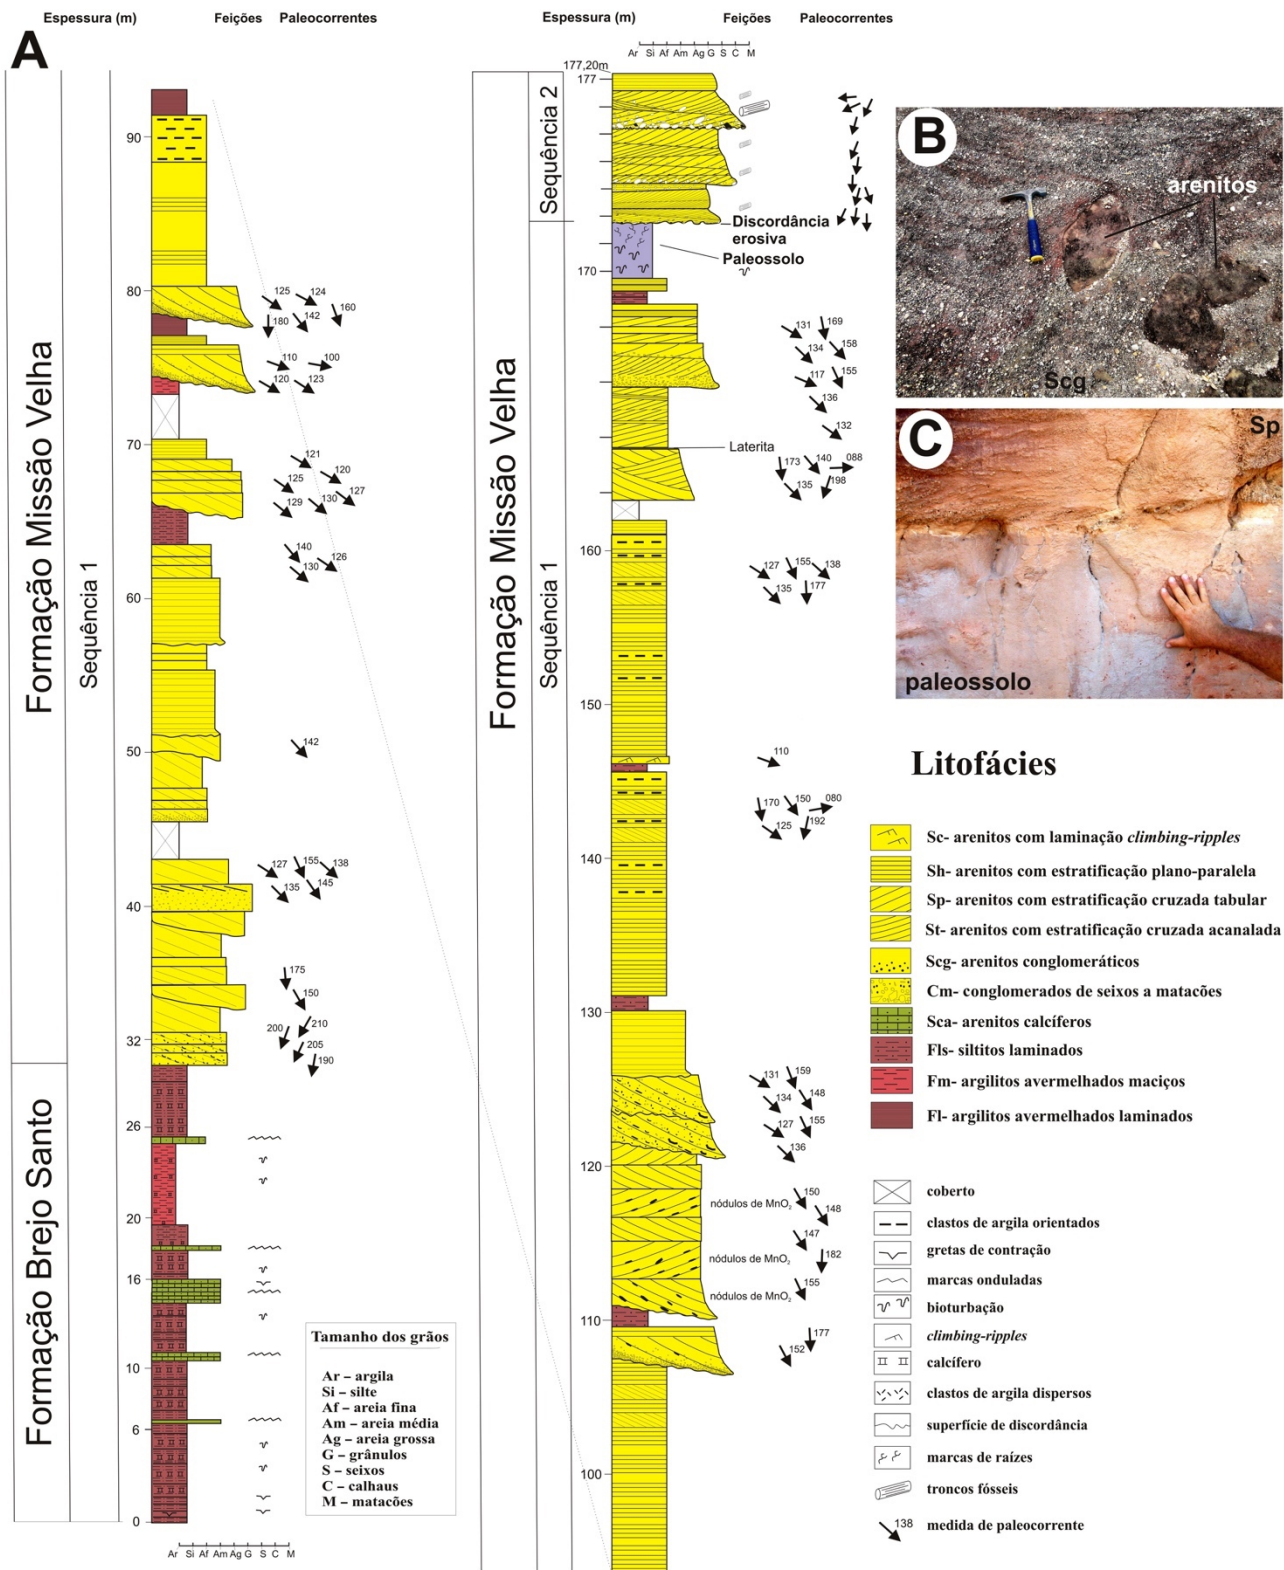 Espessura (m) Feições Paleocorrentes
A
Formação Missão Velha
Sequência 1
Formação Brejo Santo
90
80
70
60
50
40
32
26
20
16
10
6
0
125 124
160
180 142
110 100
120 123
121
120
125
127
129 130
140
126
130
142
127 155 138
135 145
175
150
210
200
205
190
Ar Si Af Am Ag G S C M
Tamanho dos grãos
Ar – argila
Si – silte
Af – areia fina
Am – areia média
Ag – areia grossa
G – grânulos
S – seixos
C – calhaus
M – matacões
Espessura (m) Feições Paleocorrentes
Ar Si Af Am Ag G S C M
177,20m
177
Sequência 2
Formação Missão Velha
Sequência 1
Discordância
erosiva
Paleossolo
170
131 169
134 158
117 155
136
132
Laterita
173 140 088
135 198
160
127 155 138
135 177
150
110
170 150 080
125 192
140
130
131 159
134 148
127 155
136
120
150
nódulos de MnO2
148
147
nódulos de MnO2
182
155
nódulos de MnO2
110
177
152
100
B
arenitos
Scg
C
Sp
paleossolo
Litofácies
Sc- arenitos com laminação climbing-ripples
Sh- arenitos com estratificação plano-paralela
Sp- arenitos com estratificação cruzada tabular
St- arenitos com estratificação cruzada acanalada
Scg- arenitos conglomeráticos
Cm- conglomerados de seixos a matacões
Sca- arenitos calcíferos
Fls- siltitos laminados
Fm- argilitos avermelhados maciços
Fl- argilitos avermelhados laminados
coberto
clastos de argila orientados
gretas de contração
marcas onduladas
bioturbação
climbing-ripples
calcífero
clastos de argila dispersos
superfície de discordância
marcas de raízes
troncos fósseis
138 medida de paleocorrente